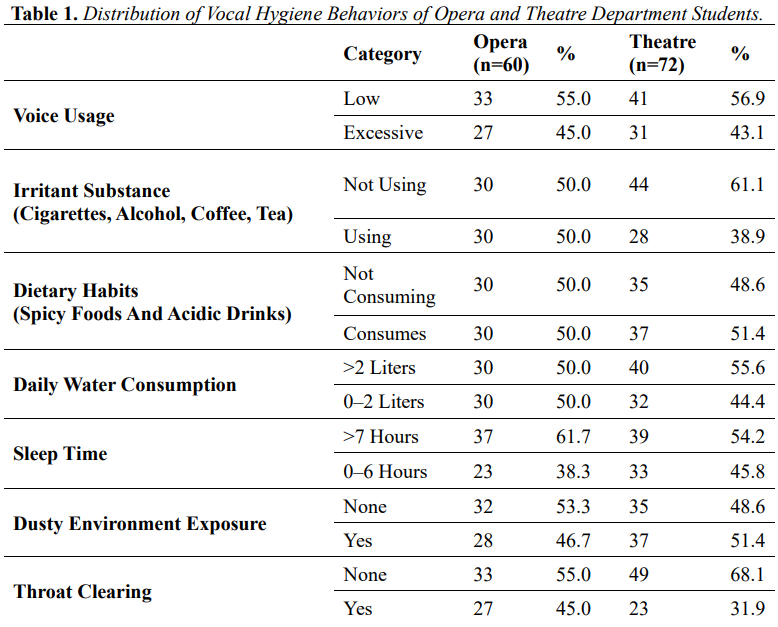 Table 1. Distribution of Vocal Hygiene Behaviors of Opera and Theatre Department Students.
Category Opera (n=60) % Theatre (n=72) %
Voice Usage Low 33 55.0 41 56.9
Excessive 27 45.0 31 43.1
Irritant Substance (Cigarettes, Alcohol, Coffee, Tea) Not Using 30 50.0 44 61.1
Using 30 50.0 28 38.9
Dietary Habits (Spicy Foods And Acidic Drinks) Not Consuming 30 50.0 35 48.6
Consumes 30 50.0 37 51.4
Daily Water Consumption >2 Liters 30 50.0 40 55.6
0–2 Liters 30 50.0 32 44.4
Sleep Time >7 Hours 37 61.7 39 54.2
0–6 Hours 23 38.3 33 45.8
Dusty Environment Exposure None 32 53.3 35 48.6
Yes 28 46.7 37 51.4
Throat Clearing None 33 55.0 49 68.1
Yes 27 45.0 23 31.9